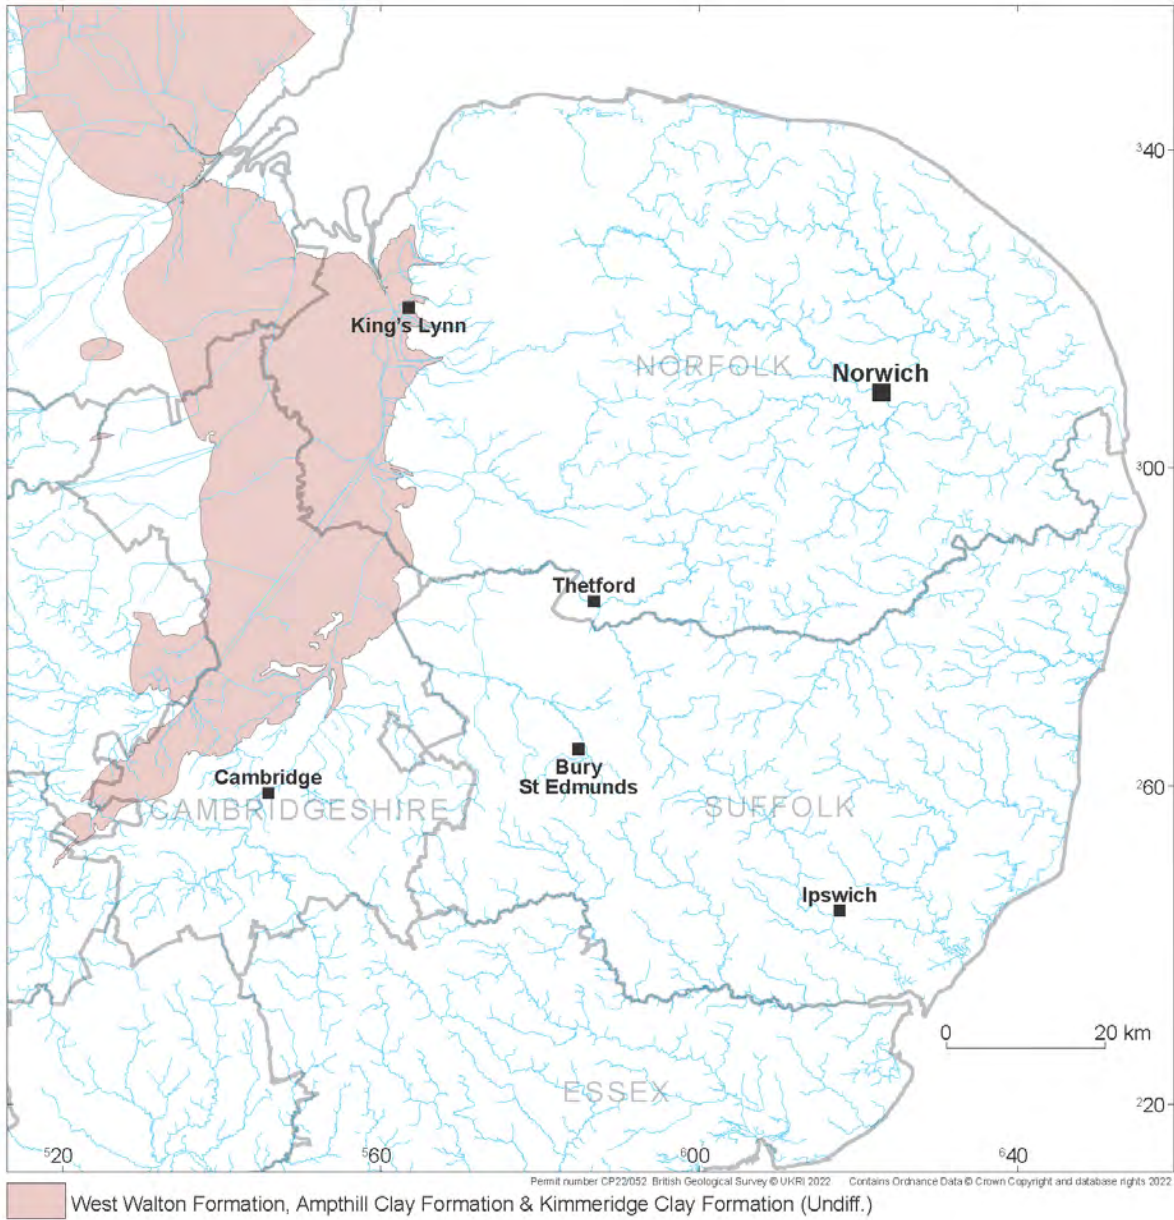 ³40
King's Lynn
NORFOLK
Norwich
³00
Thetford
Bury
St Edmunds
Cambridge
CAMBRIDGESHIRE
SUFFOLK
²60
Ipswich
0 20 km
ESSEX
²20
⁵20 ⁵60 ⁶00 ⁶40
Permit number CP22/052 British Geological Survey © UKRI 2022 Contains Ordnance Data © Crown Copyright and database rights 2022
West Walton Formation, Ampthill Clay Formation & Kimmeridge Clay Formation (Undiff.)